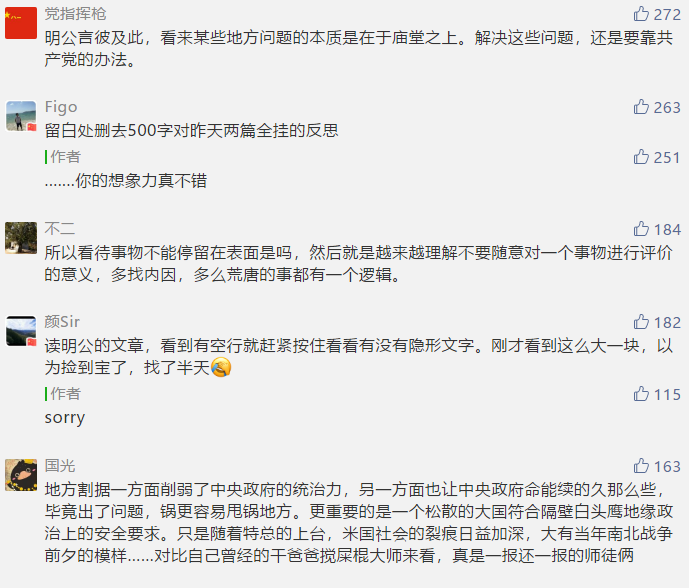 党指挥枪
272
明公言彼及此，看来某些地方问题的本质是在于庙堂之上。解决这些问题，还是要靠共
产党的办法。
Figo
263
留白处删去500字对昨天两篇全挂的反思
作者
251
.......你的想象力真不错
不二
184
所以看待事物不能停留在表面是吗，然后就是越来越理解不要随意对一个事物进行评价
的意义，多找内因，多么荒唐的事都有一个逻辑。
颜Sir
182
读明公的文章，看到有空行就赶紧按住看看有没有隐形文字。刚才看到这么大一块，以
为捡到宝了，找了半天🤣
作者
115
sorry
国光
163
地方割据一方面削弱了中央政府的统治力，另一方面也让中央政府命能续的久那么些，
毕竟出了问题，锅更容易甩锅地方。更重要的是一个松散的大国符合隔壁白头鹰地缘政
治上的安全要求。只是随着特总的上台，米国社会的裂痕日益加深，大有当年南北战争
前夕的模样......对比自己曾经的干爸爸搅屎棍大师来看，真是一报还一报的师徒俩